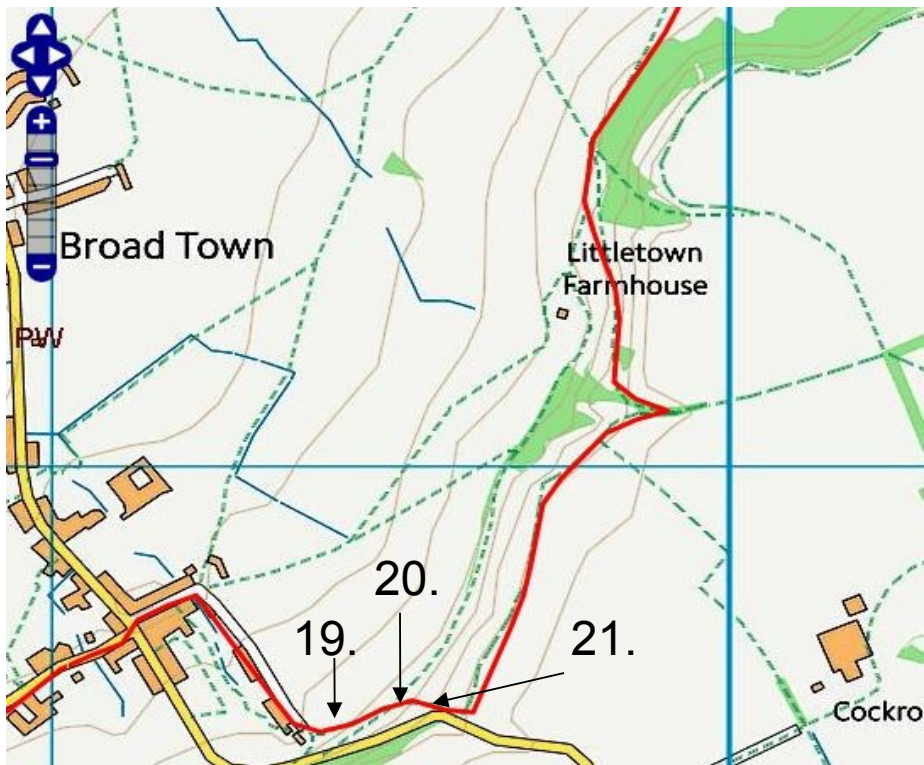 Broad Town
Littletown
Farmhouse
PW
20.
19.
21.
Cockro